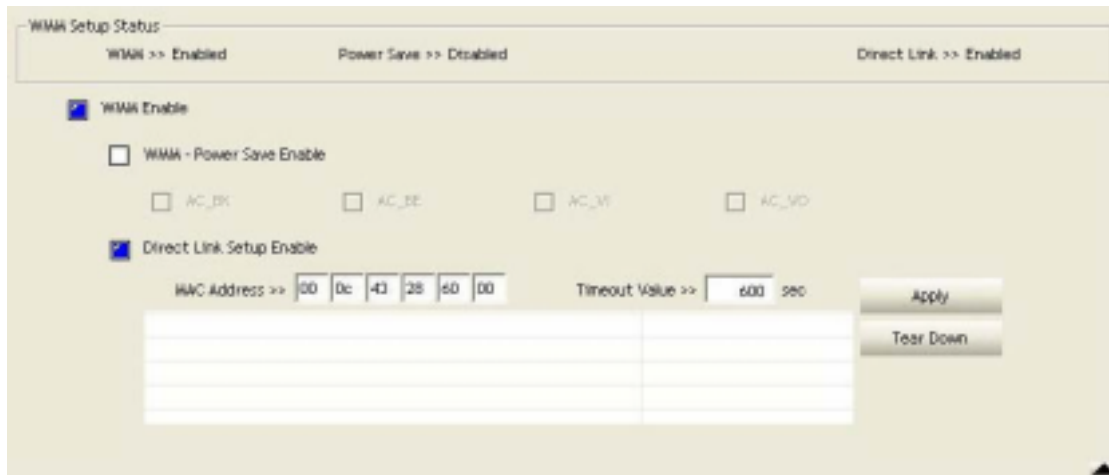 WMM Setup Status
WMM >> Enabled Power Save >> Disabled Direct Link >> Enabled
WMM Enable
WMM - Power Save Enable
AC_BK AC_BE AC_VI AC_VO
Direct Link Setup Enable
MAC Address >> 00 0c 43 28 60 00 Timeout Value >> 600 sec
Apply
Tear Down